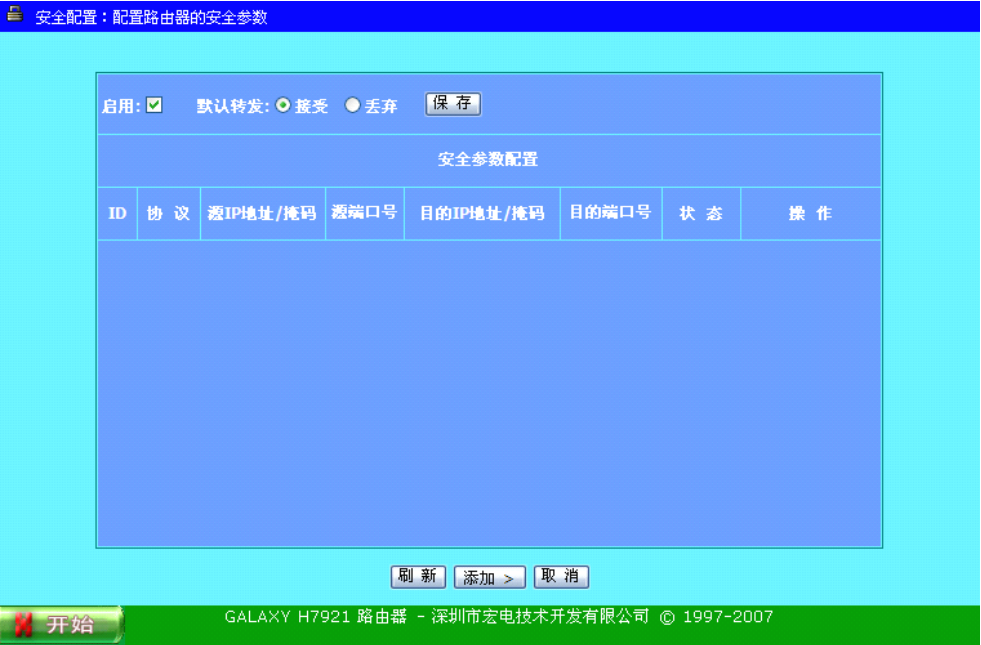 安全配置：配置路由器的安全参数
启用: 默认转发: 接受 丢弃 保 存
安全参数配置
ID 协 议 源IP地址/掩码 源端口号 目的IP地址/掩码 目的端口号 状 态 操 作
刷 新 添加 > 取 消
开始 GALAXY H7921 路由器 - 深圳市宏电技术开发有限公司 © 1997-2007